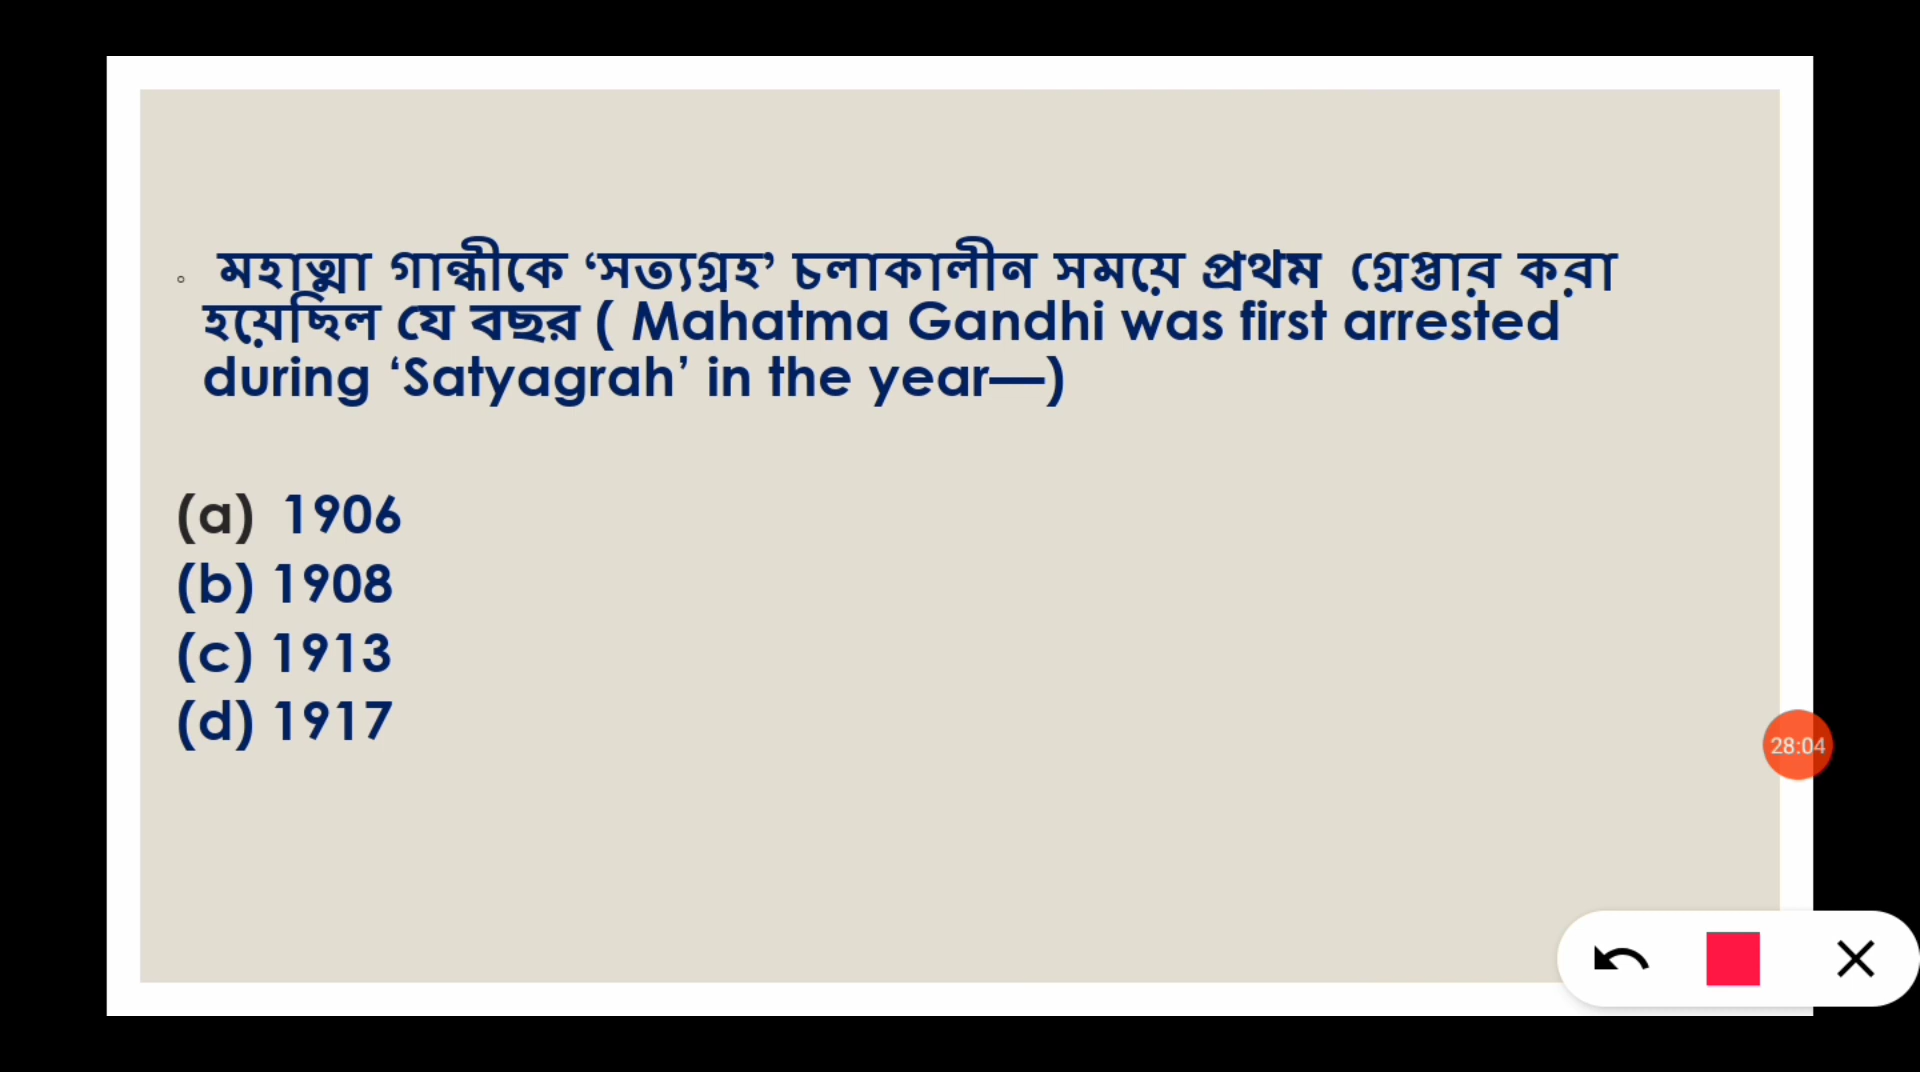 ◦ মহাত্মা গান্ধীকে ‘সত্যগ্রহ’ চলাকালীন সময়ে প্রথম গ্রেপ্তার করা
হয়েছিল যে বছর ( Mahatma Gandhi was first arrested
during ‘Satyagrah’ in the year—)
(a) 1906
(b) 1908
(c) 1913
(d) 1917
28:04